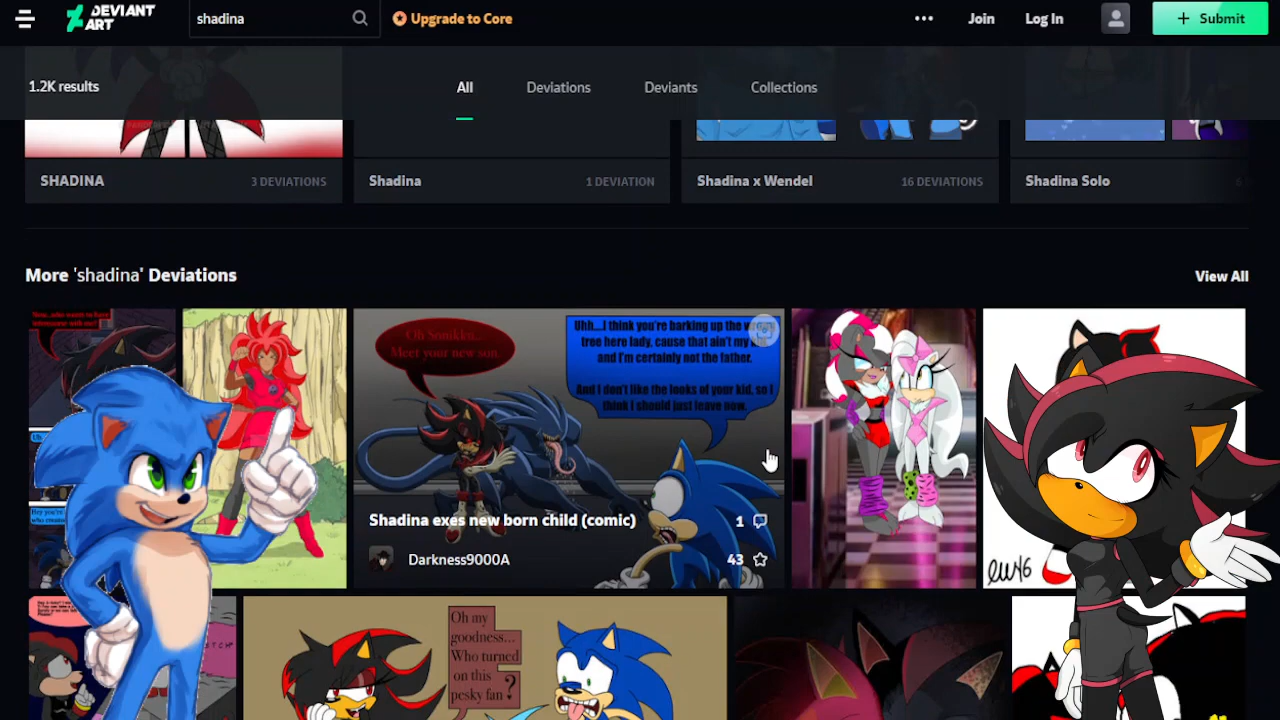 DEVIANT
ART
shadina
Upgrade to Core
Join
Log In
+ Submit
1.2K results
All
Deviations
Deviants
Collections
SHADINA
3 DEVIATIONS
Shadina
1 DEVIATION
Shadina x Wendel
16 DEVIATIONS
Shadina Solo
More 'shadina' Deviations
View All
Oh Sonikku...
Meet your new son.
Uhh....I think you're barking up the
tree here lady, cause that ain't my
and I'm certainly not the father.
And I don't like the looks of your kid, so I
think i should just leave now.
Shadina exes new born child (comic)
1
Darkness9000A
43
Oh my
goodness...
Who turned
on this
pesky fan?